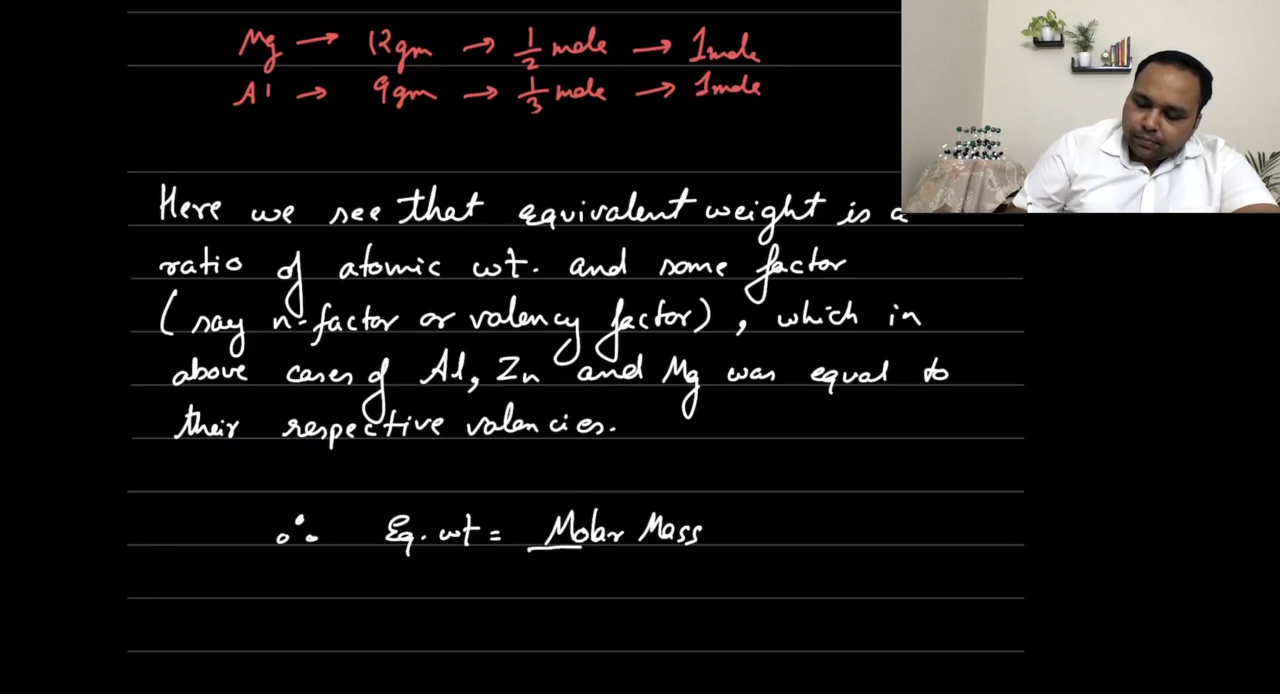 Mg → 12gm → 1/2 mole → 1mole
Al → 9gm → 1/3 mole → 1mole
Here we see that equivalent weight is a
ratio of atomic wt. and some factor
(say n-factor or valency factor), which in
above cases of Al, Zn and Mg was equal to
their respective valencies.
∴ Eq. wt = Molar Mass